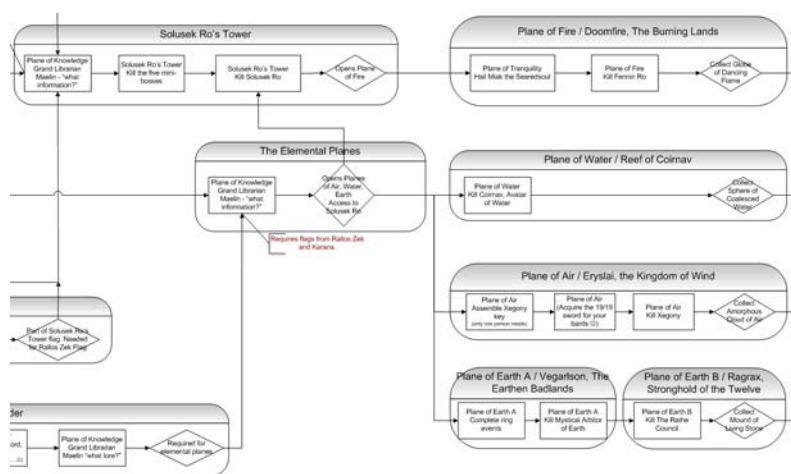 Solusek Ro's Tower
Plane of Knowledge
Grand Librarian
Maelin - "what
information?"
Solusek Ro's Tower
Kill the five mini-
bosses
Solusek Ro's Tower
Kill Solusek Ro
Opens Plane
of Fire
Plane of Fire / Doomfire, The Burning Lands
Plane of Tranquility
Hail Miak the Searedsoul
Plane of Fire
Kill Fennin Ro
Collect Globe
of Dancing
Flame
The Elemental Planes
Plane of Knowledge
Grand Librarian
Maelin - "what
information?"
Opens Planes
of Air, Water,
Earth
Access to
Solusek Ro
Requires flags from Rallos Zek
and Karana.
Plane of Water / Reef of Coirnav
Plane of Water
Kill Coirnav, Avatar
of Water
Collect
Sphere of
Coalesced
Water
Plane of Air / Eryslai, the Kingdom of Wind
Plane of Air
Assemble Xegony
key
(only one person needs)
Plane of Air
(Acquire the 19/19
sword for your
bards ☺)
Plane of Air
Kill Xegony
Collect
Amorphous
Cloud of Air
Part of Solusek Ro's
Tower flag. Needed
for Rallos Zek Flag
Plane of Earth A / Vegarlson, The
Earthen Badlands
Plane of Earth A
Complete ring
events
Plane of Earth A
Kill Mystical Arbitor
of Earth
Plane of Earth B / Ragrax,
Stronghold of the Twelve
Plane of Earth B
Kill The Rathe
Council
Collect
Mound of
Living Stone
der
ord,
Plane of Knowledge
Grand Librarian
Maelin "what lore?"
Required for
elemental planes